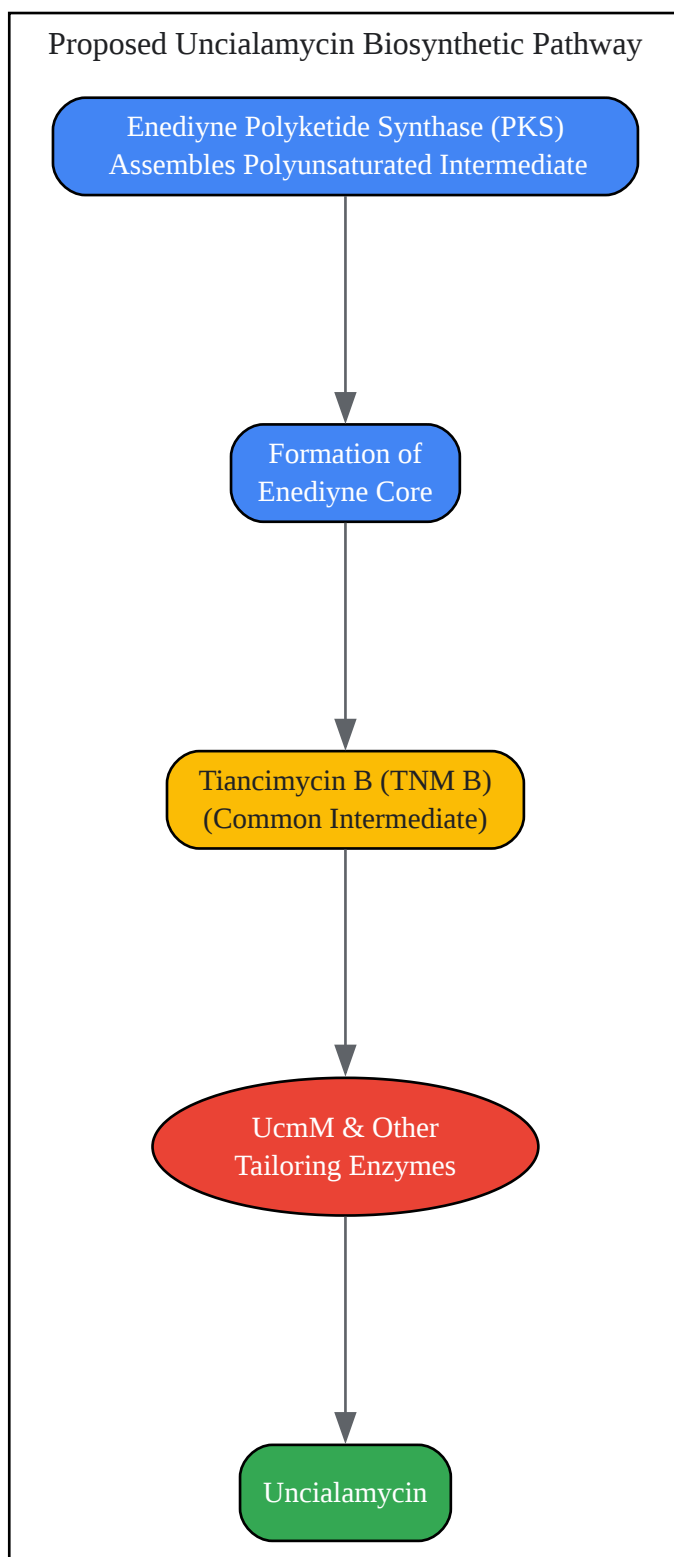 Proposed Uncialamycin Biosynthetic Pathway
Enediyne Polyketide Synthase (PKS)
Assembles Polyunsaturated Intermediate
Formation of
Enediyne Core
Tiancimycin B (TNM B)
(Common Intermediate)
UcmM & Other
Tailoring Enzymes
Uncialamycin